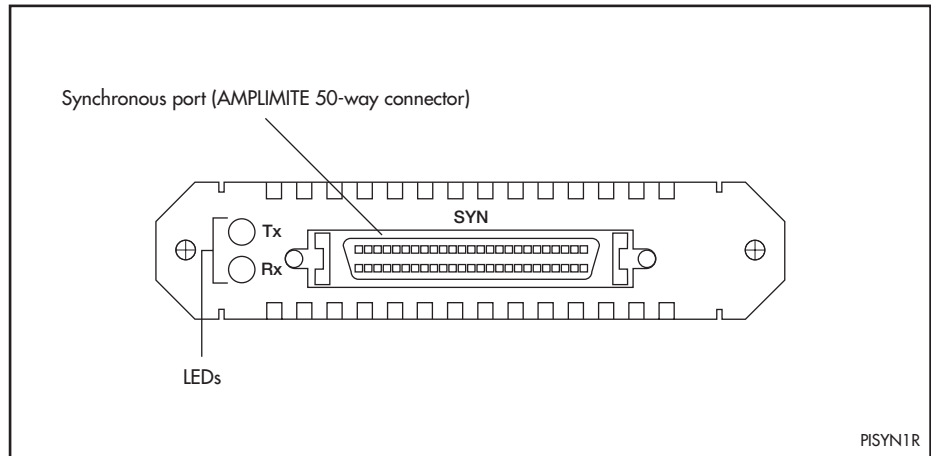 Synchronous port (AMPLIMITE 50-way connector)
SYN
Tx
Rx
LEDs
PISYN1R